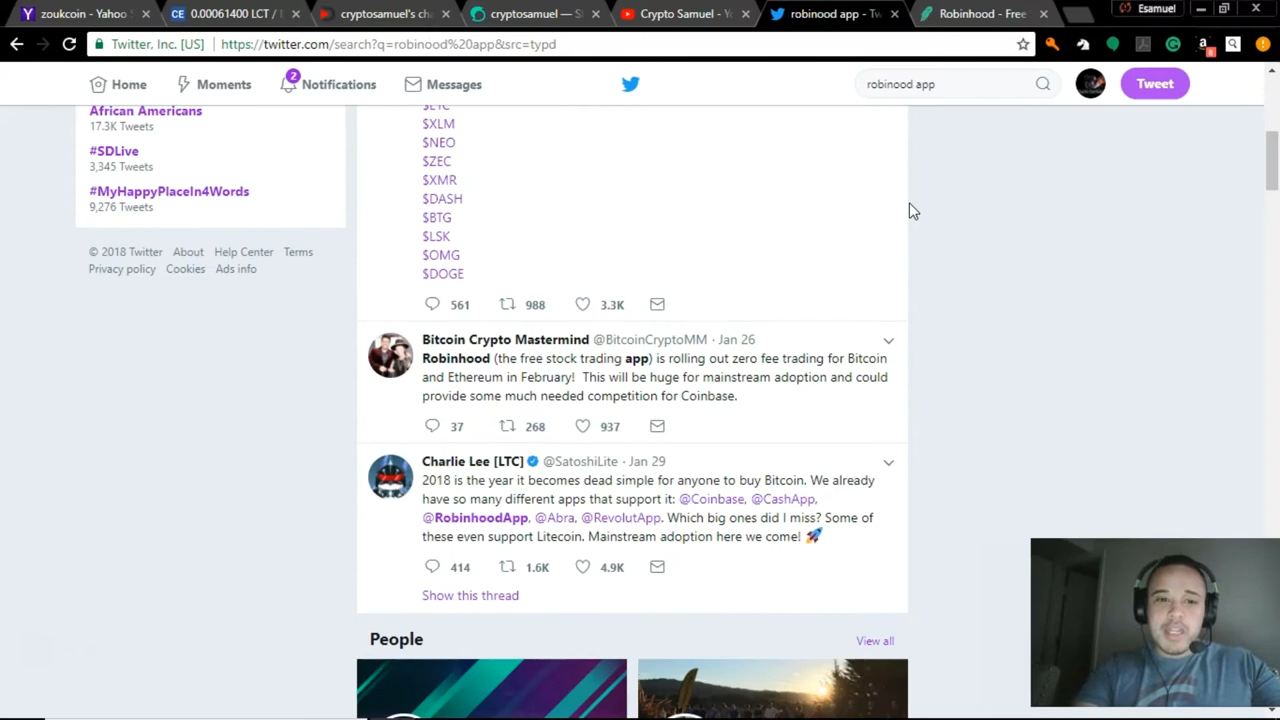 zoukcoin - Yahoo
0.00061400 LCT /
cryptosamuel's cha
cryptosamuel —
Crypto Samuel - Yo
robinood app - Tw
Robinhood - Free
Esamuel
Twitter, Inc. [US]
https://twitter.com/search?q=robinood%20app&src=typd
Home
Moments
2
Notifications
Messages
robinood app
Tweet
African Americans
17.3K Tweets
#SDLive
3,345 Tweets
#MyHappyPlaceIn4Words
9,276 Tweets
© 2018 Twitter About Help Center Terms
Privacy policy Cookies Ads info
$ETC
$XLM
$NEO
$ZEC
$XMR
$DASH
$BTG
$LSK
$OMG
$DOGE
561 988 3.3K
Bitcoin Crypto Mastermind @BitcoinCryptoMM · Jan 26
Robinhood (the free stock trading app) is rolling out zero fee trading for Bitcoin
and Ethereum in February! This will be huge for mainstream adoption and could
provide some much needed competition for Coinbase.
37 268 937
Charlie Lee [LTC] @SatoshiLite · Jan 29
2018 is the year it becomes dead simple for anyone to buy Bitcoin. We already
have so many different apps that support it: @Coinbase, @CashApp,
@RobinhoodApp, @Abra, @RevolutApp. Which big ones did I miss? Some of
these even support Litecoin. Mainstream adoption here we come! 🚀
414 1.6K 4.9K
Show this thread
People
View all